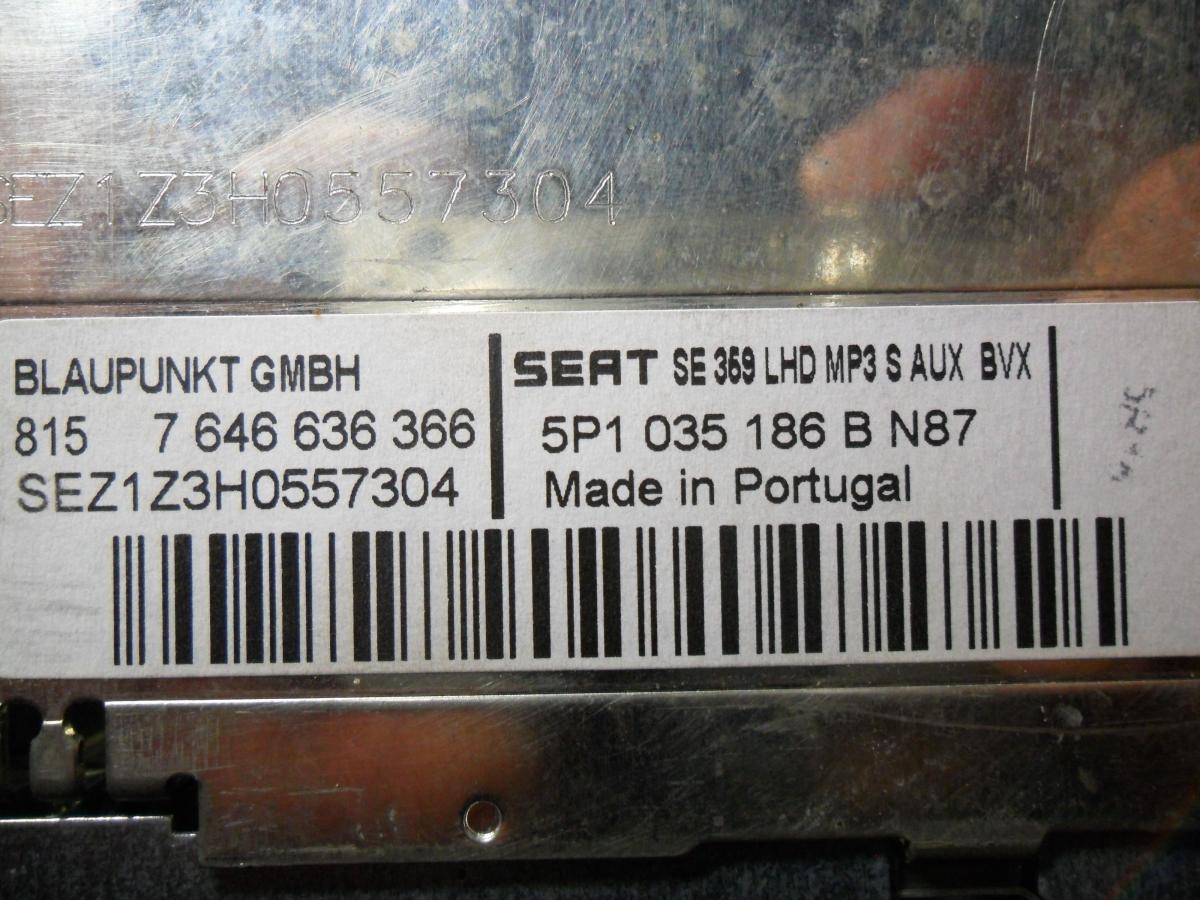 SEZ1Z3H0557304
BLAUPUNKT GMBH
815 7 646 636 366
SEZ1Z3H0557304
SEAT SE 359 LHD MP3 S AUX BVX
5P1 035 186 B N87
Made in Portugal